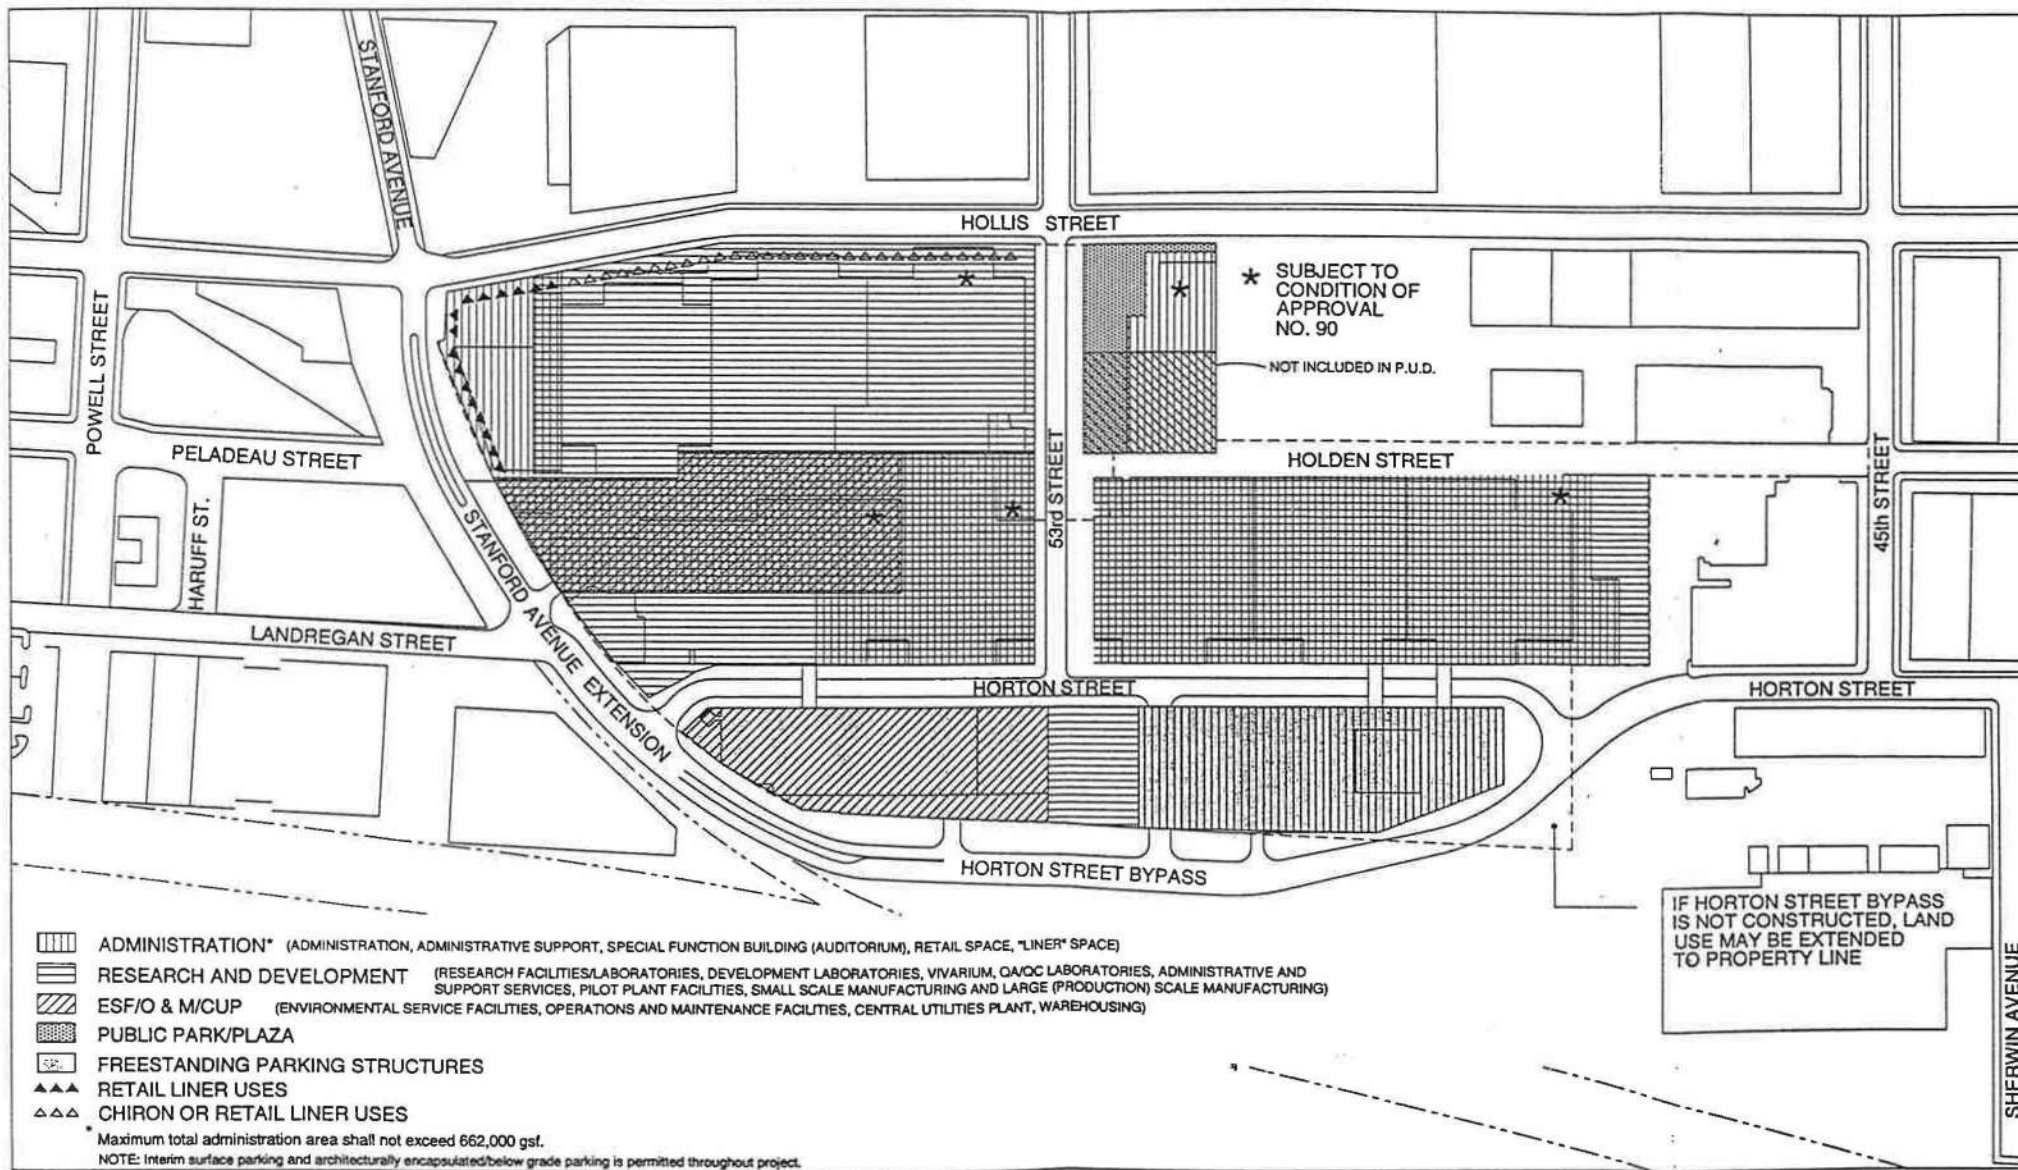 STANFORD AVENUE
HOLLIS STREET
* SUBJECT TO
CONDITION OF
APPROVAL
NO. 90
NOT INCLUDED IN P.U.D.
POWELL STREET
PELADEAU STREET
HARUFF ST.
HOLDEN STREET
53rd STREET
45th STREET
LANDREGAN STREET
STANFORD AVENUE EXTENSION
HORTON STREET
HORTON STREET
HORTON STREET BYPASS
IF HORTON STREET BYPASS
IS NOT CONSTRUCTED, LAND
USE MAY BE EXTENDED
TO PROPERTY LINE
SHERWIN AVENUE
ADMINISTRATION* (ADMINISTRATION, ADMINISTRATIVE SUPPORT, SPECIAL FUNCTION BUILDING (AUDITORIUM), RETAIL SPACE, "LINER" SPACE)
RESEARCH AND DEVELOPMENT (RESEARCH FACILITIES/LABORATORIES, DEVELOPMENT LABORATORIES, VIVARIUM, QA/QC LABORATORIES, ADMINISTRATIVE AND
SUPPORT SERVICES, PILOT PLANT FACILITIES, SMALL SCALE MANUFACTURING AND LARGE (PRODUCTION) SCALE MANUFACTURING)
ESF/O & M/CUP (ENVIRONMENTAL SERVICE FACILITIES, OPERATIONS AND MAINTENANCE FACILITIES, CENTRAL UTILITIES PLANT, WAREHOUSING)
PUBLIC PARK/PLAZA
FREESTANDING PARKING STRUCTURES
RETAIL LINER USES
CHIRON OR RETAIL LINER USES
* Maximum total administration area shall not exceed 662,000 gsf.
NOTE: Interim surface parking and architecturally encapsulated/below grade parking is permitted throughout project.